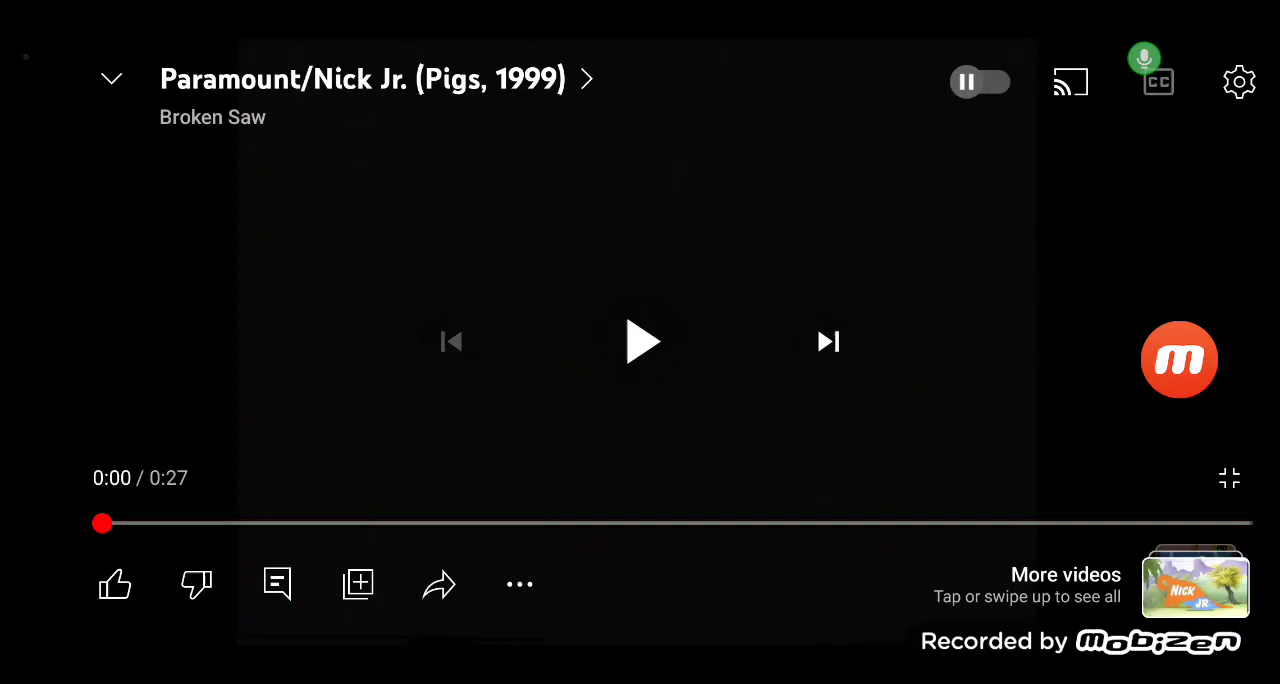 Paramount/Nick Jr. (Pigs, 1999)
Broken Saw
CC
m
0:00 / 0:27
More videos
Tap or swipe up to see all
NICK
JR
Recorded by mobizen